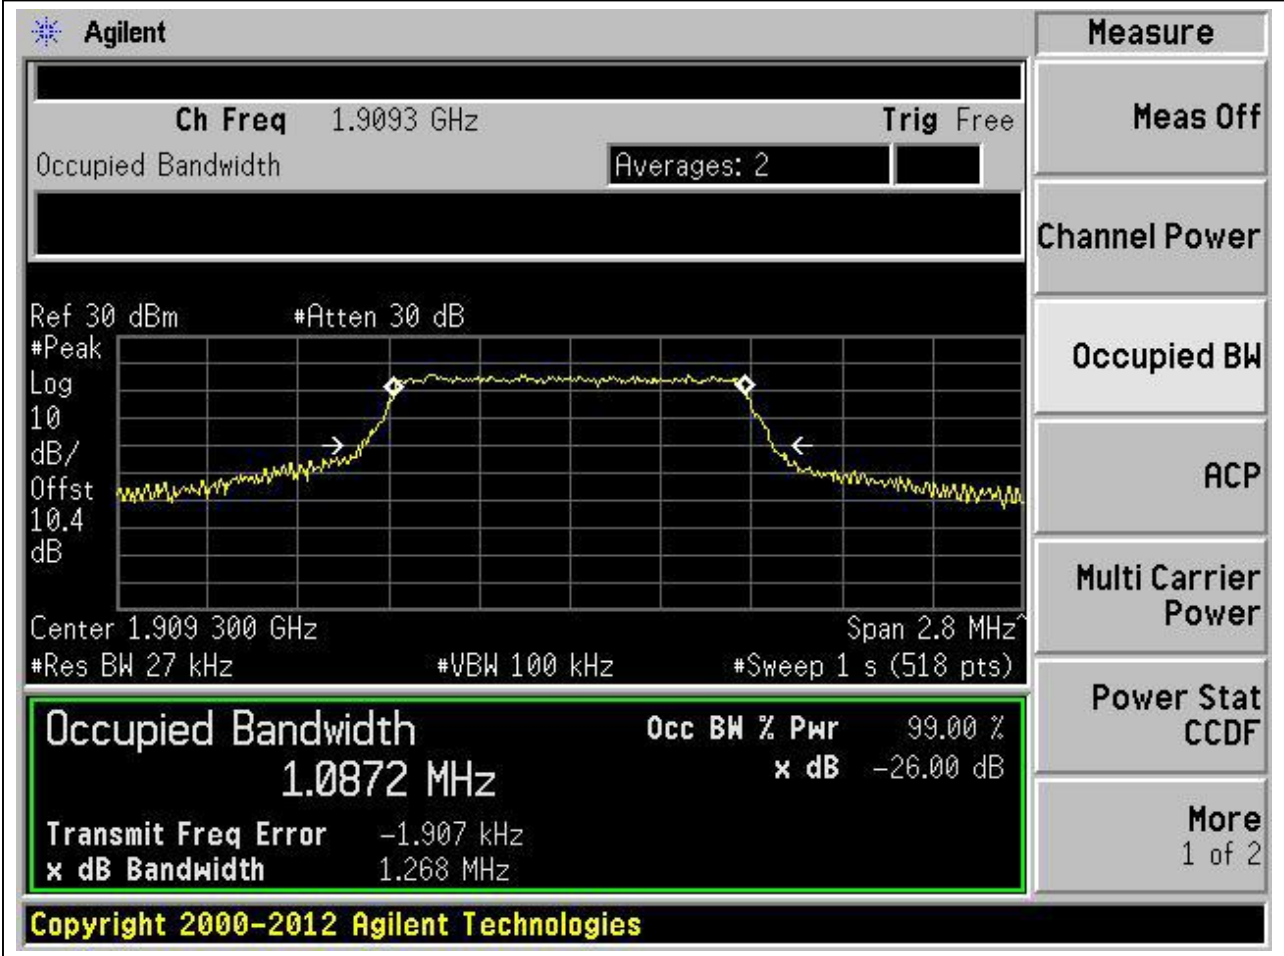 Agilent
Measure
Ch Freq 1.9093 GHz Trig Free
Occupied Bandwidth Averages: 2
Meas Off
Channel Power
Occupied BW
ACP
Multi Carrier
Power
Power Stat
CCDF
More
1 of 2
Ref 30 dBm #Atten 30 dB
#Peak
Log
10
dB/
Offst
10.4
dB
Center 1.909 300 GHz Span 2.8 MHz^
#Res BW 27 kHz #VBW 100 kHz #Sweep 1 s (518 pts)
Occupied Bandwidth Occ BW % Pwr 99.00 %
1.0872 MHz x dB -26.00 dB
Transmit Freq Error -1.907 kHz
x dB Bandwidth 1.268 MHz
Copyright 2000-2012 Agilent Technologies